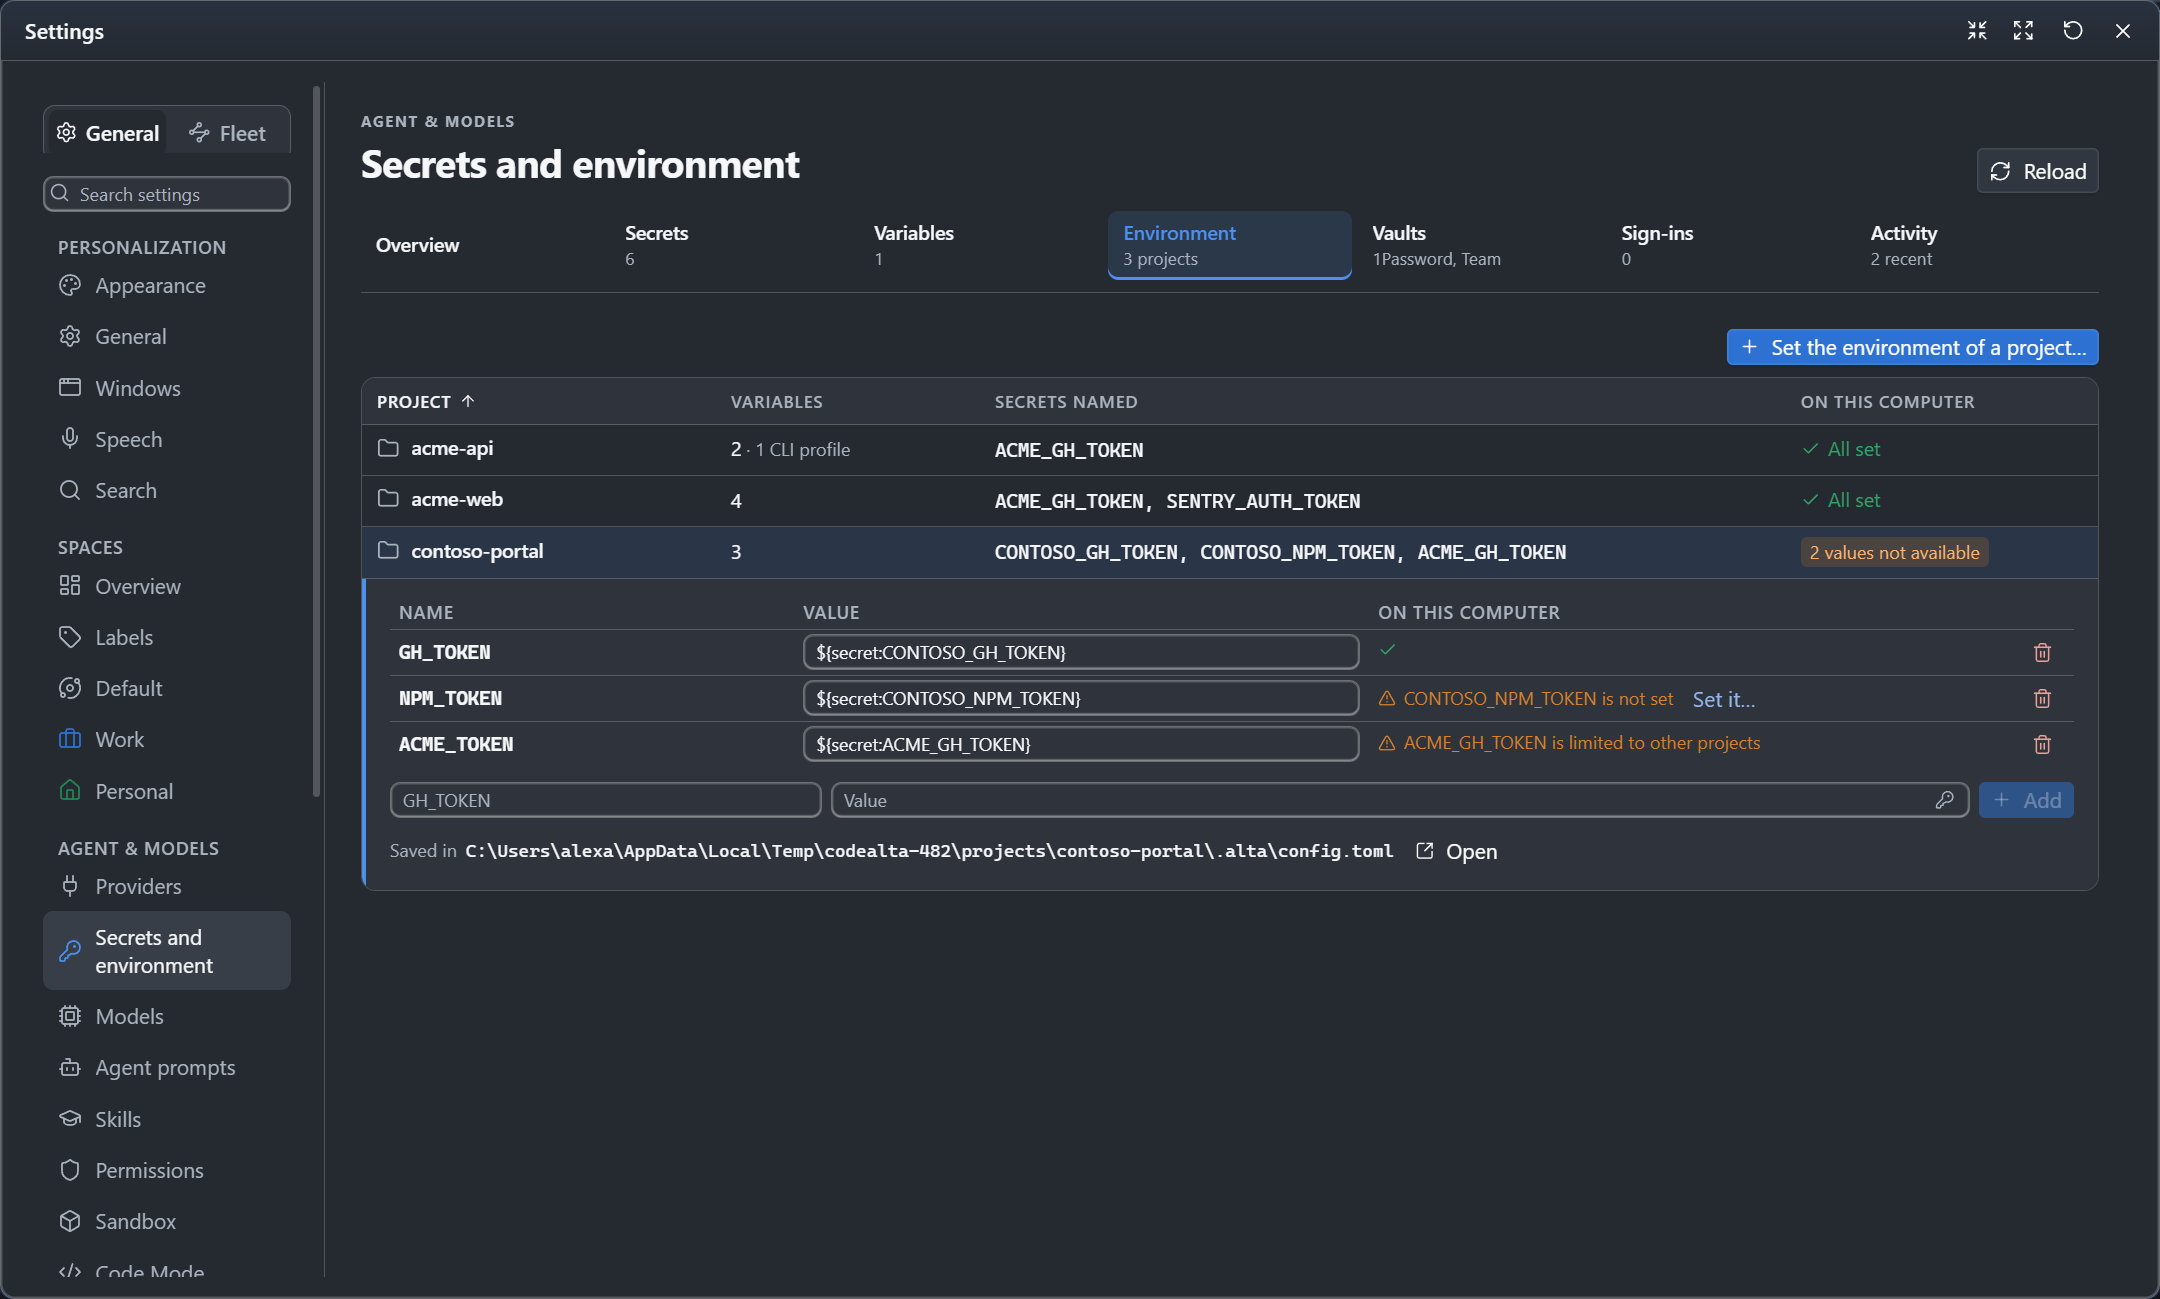 Settings
General
Fleet
Search settings
PERSONALIZATION
Appearance
General
Windows
Speech
Search
SPACES
Overview
Labels
Default
Work
Personal
AGENT & MODELS
Providers
Secrets and
environment
Models
Agent prompts
Skills
Permissions
Sandbox
Code Mode
AGENT & MODELS
Secrets and environment
Reload
Overview
Secrets
6
Variables
1
Environment
3 projects
Vaults
1Password, Team
Sign-ins
0
Activity
2 recent
Set the environment of a project...
PROJECT VARIABLES SECRETS NAMED ON THIS COMPUTER
acme-api 2 · 1 CLI profile ACME_GH_TOKEN All set
acme-web 4 ACME_GH_TOKEN, SENTRY_AUTH_TOKEN All set
contoso-portal 3 CONTOSO_GH_TOKEN, CONTOSO_NPM_TOKEN, ACME_GH_TOKEN 2 values not available
NAME VALUE ON THIS COMPUTER
GH_TOKEN ${secret:CONTOSO_GH_TOKEN}
NPM_TOKEN ${secret:CONTOSO_NPM_TOKEN} CONTOSO_NPM_TOKEN is not set Set it...
ACME_TOKEN ${secret:ACME_GH_TOKEN} ACME_GH_TOKEN is limited to other projects
GH_TOKEN Value Add
Saved in C:\Users\alexa\AppData\Local\Temp\codealta-482\projects\contoso-portal\.alta\config.toml Open